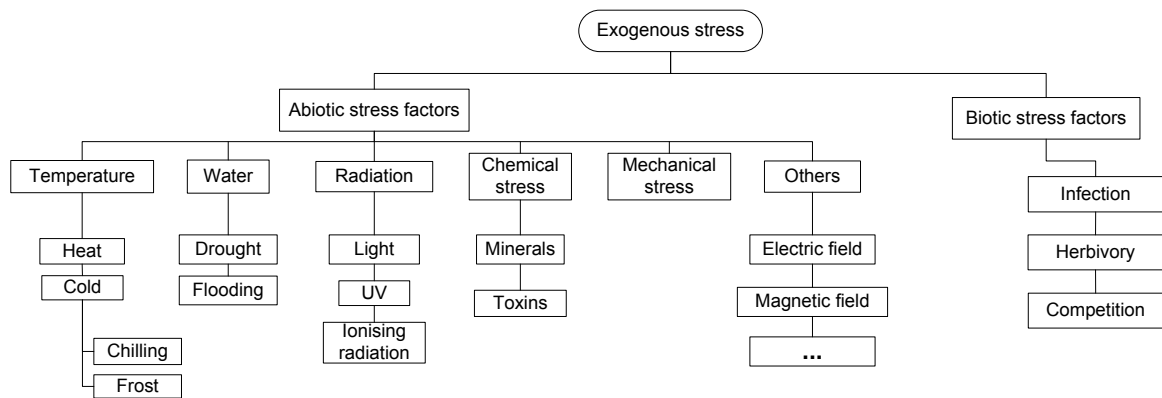 Exogenous stress
Abiotic stress factors
Biotic stress factors
Temperature
Water
Radiation
Chemical
stress
Mechanical
stress
Others
Infection
Heat
Drought
Light
Minerals
Electric field
Herbivory
Cold
Flooding
UV
Toxins
Magnetic field
Competition
Ionising
radiation
...
Chilling
Frost